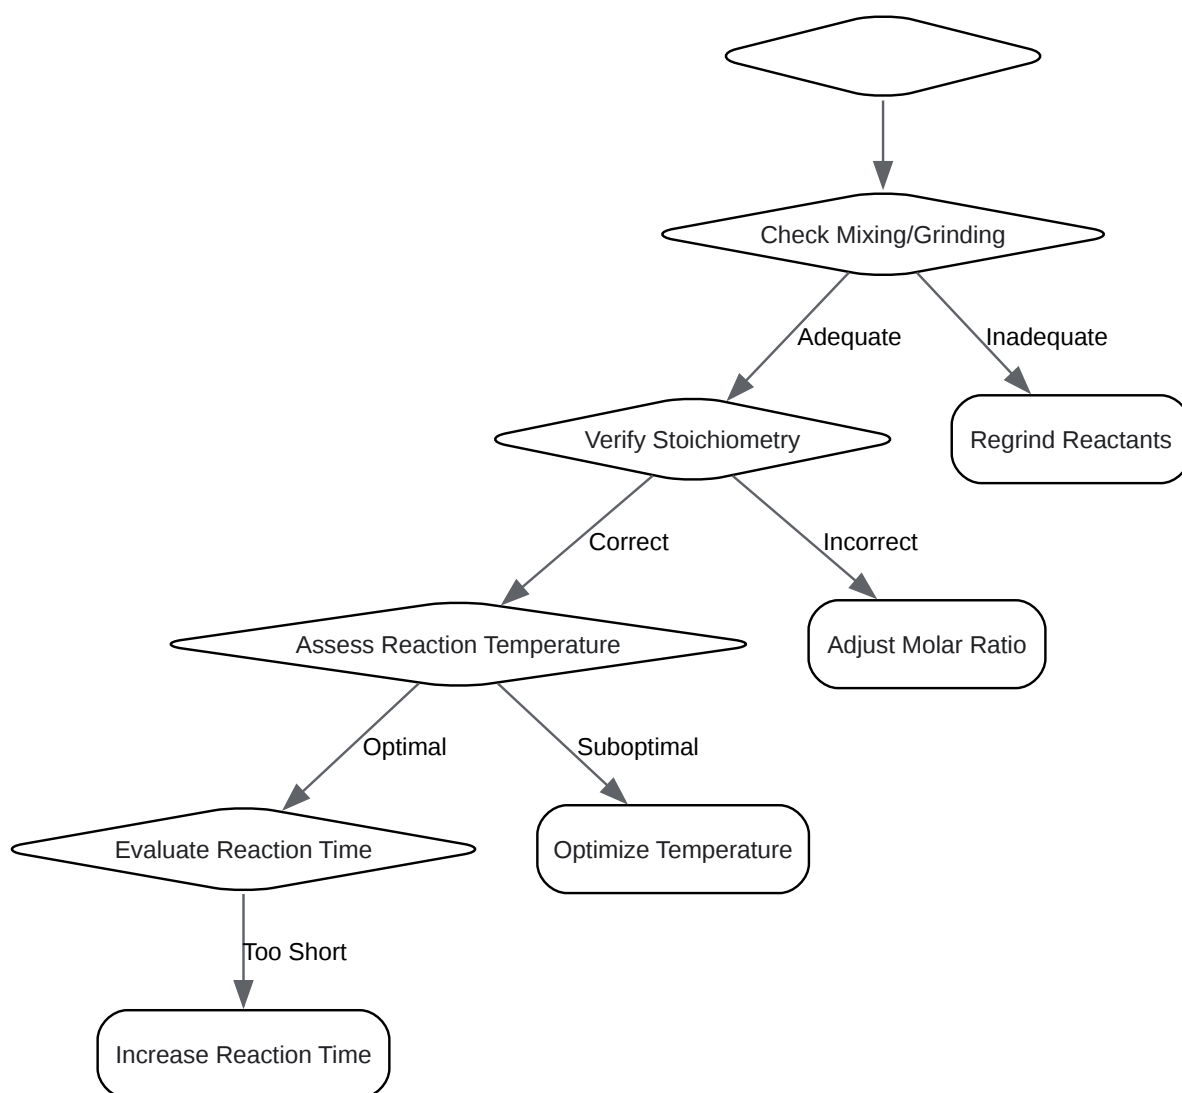 Check Mixing/Grinding
Adequate
Inadequate
Verify Stoichiometry
Regrind Reactants
Correct
Incorrect
Assess Reaction Temperature
Adjust Molar Ratio
Optimal
Suboptimal
Evaluate Reaction Time
Optimize Temperature
Too Short
Increase Reaction Time